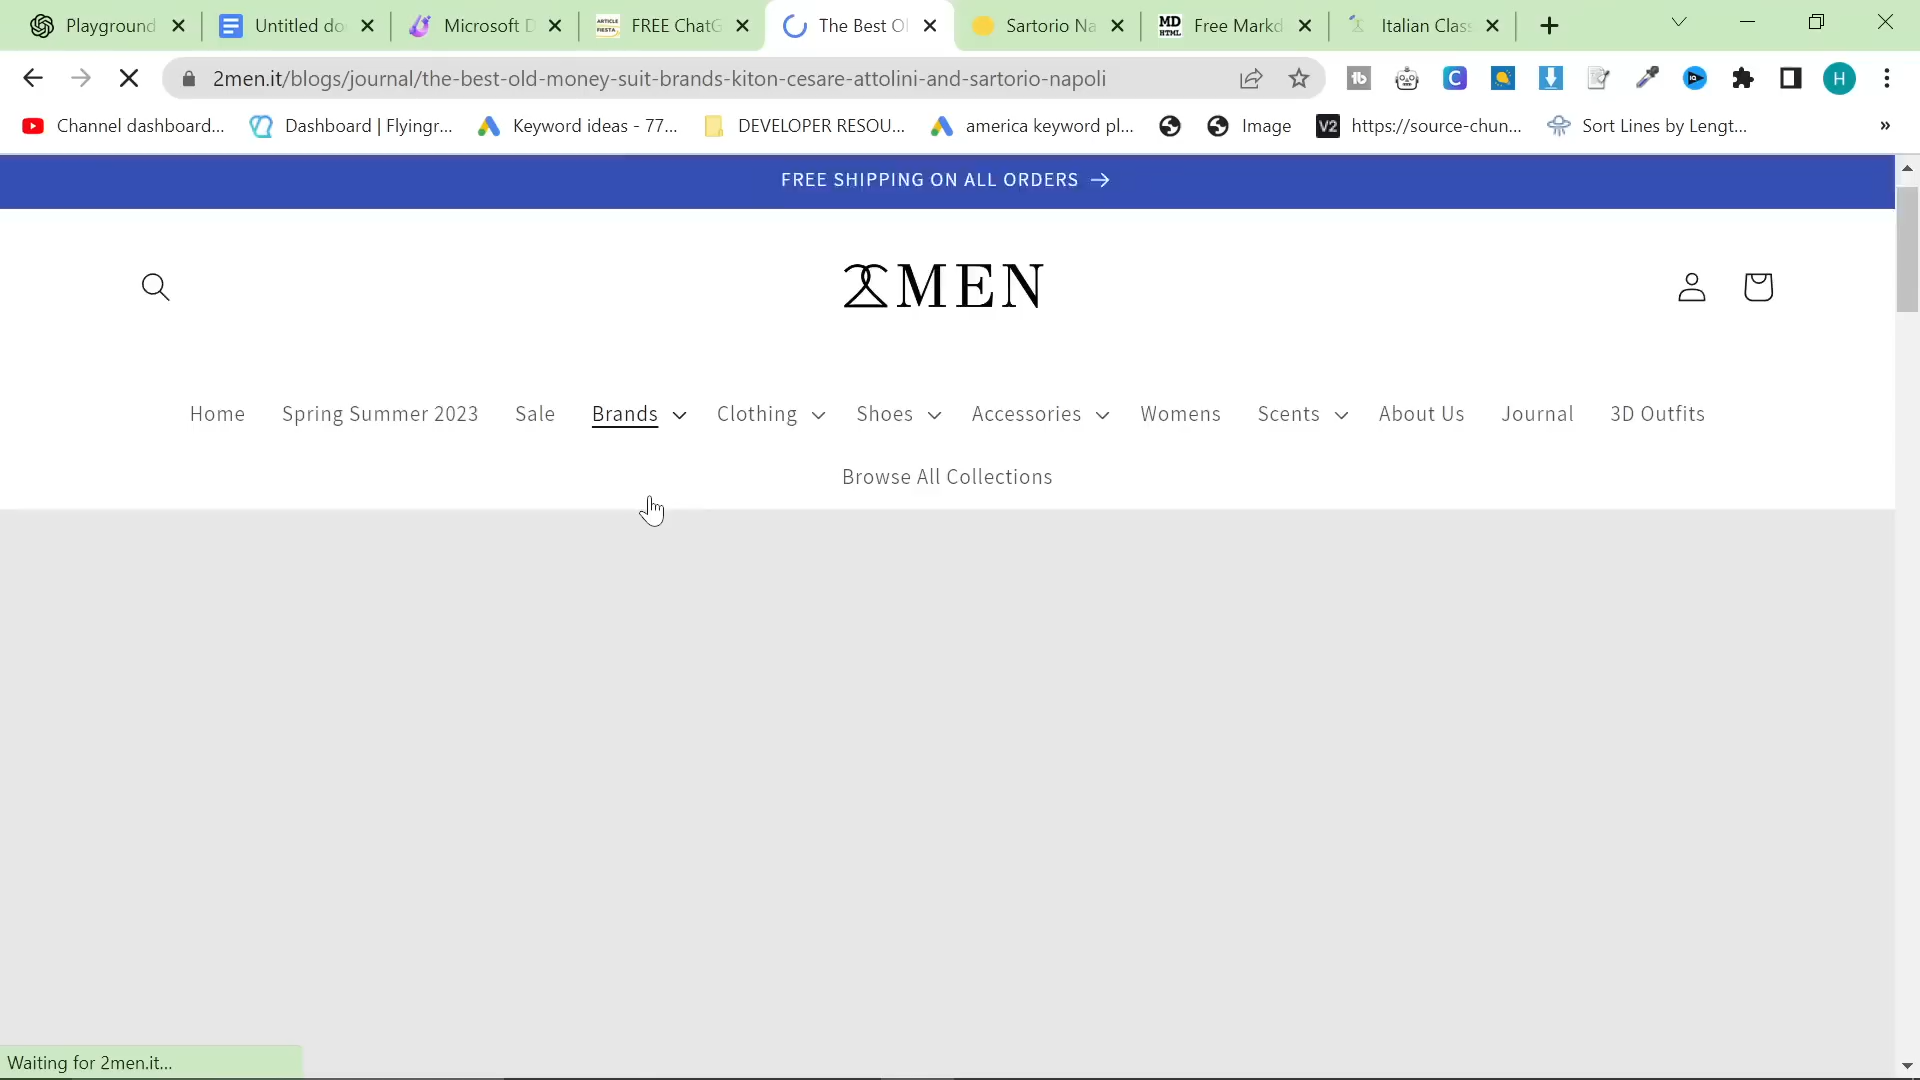 Playground Untitled do Microsoft D FREE ChatG The Best O Sartorio Na Free Markd Italian Class
2men.it/blogs/journal/the-best-old-money-suit-brands-kiton-cesare-attolini-and-sartorio-napoli
Channel dashboard... Dashboard | Flyingr... Keyword ideas - 77... DEVELOPER RESOU... america keyword pl... Image https://source-chun... Sort Lines by Lengt... »
FREE SHIPPING ON ALL ORDERS →
2MEN
Home Spring Summer 2023 Sale Brands Clothing Shoes Accessories Womens Scents About Us Journal 3D Outfits
Browse All Collections
Waiting for 2men.it...